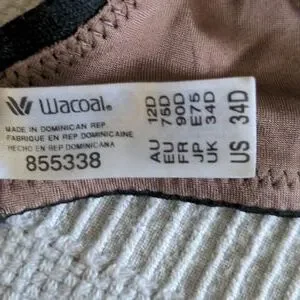 Wacoal®
MADE IN DOMINICAN REP.
FABRIQUE EN REP. DOMINICAINE
HECHO EN REP. DOMINICANA
855338
AU 12D
EU 75D
FR 90D
JP E75
UK 34D
US 34D